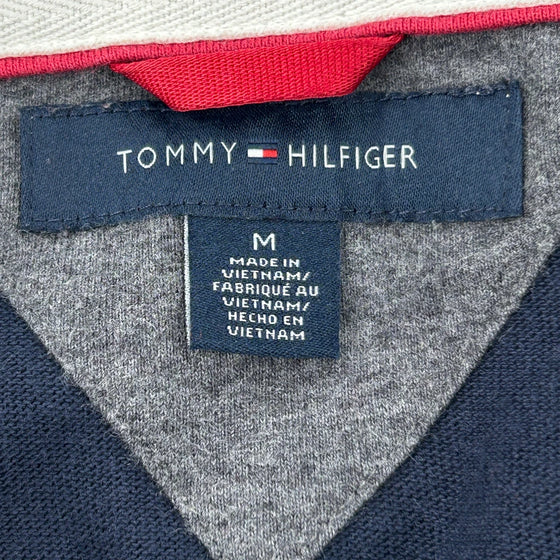 TOMMY HILFIGER
M
MADE IN
VIETNAM/
FABRIQUÉ AU
VIETNAM/
HECHO EN
VIETNAM